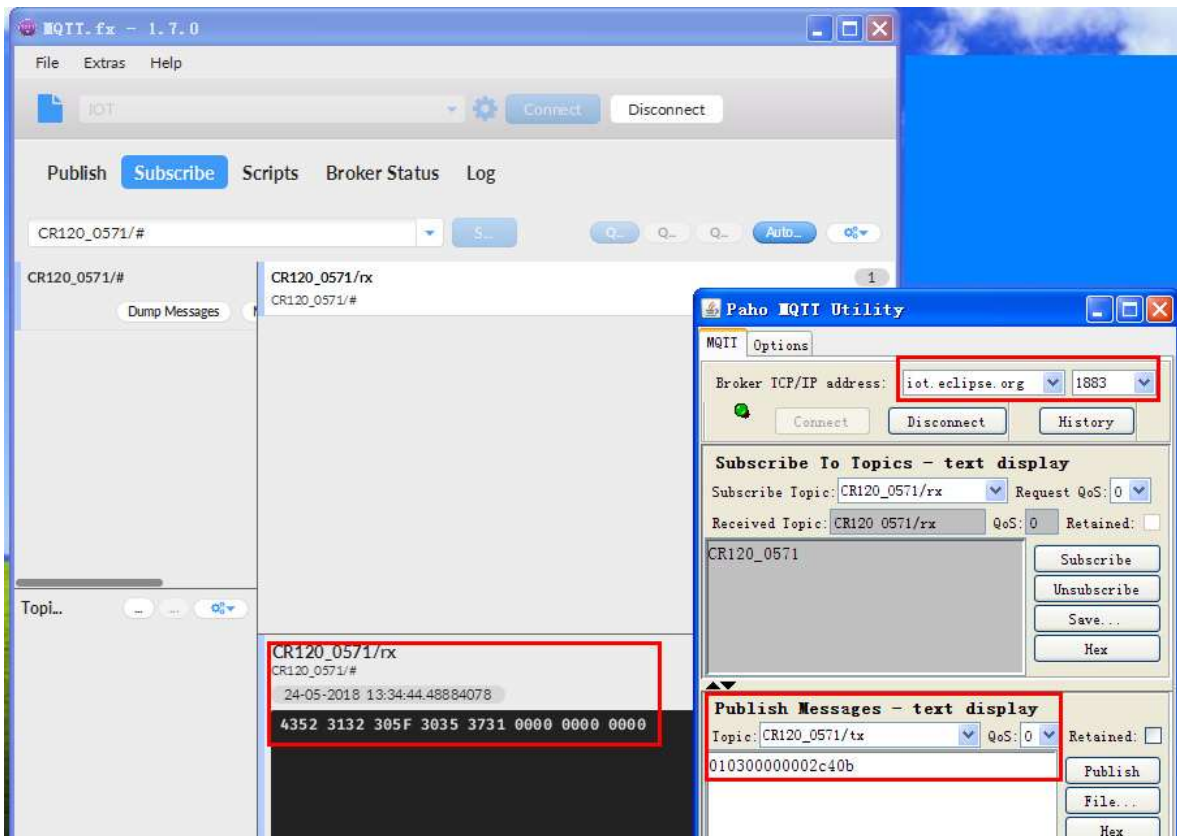 MQTT.fx - 1.7.0
File Extras Help
IOT Connect Disconnect
Publish Subscribe Scripts Broker Status Log
CR120_0571/# S... Q... Q... Q... Auto...
CR120_0571/#
Dump Messages
CR120_0571/rx 1
CR120_0571/#
Topi... ... ...
CR120_0571/rx
CR120_0571/#
24-05-2018 13:34:44.48884078
4352 3132 305F 3035 3731 0000 0000 0000
Paho MQTT Utility
MQTT Options
Broker TCP/IP address: iot.eclipse.org 1883
Connect Disconnect History
Subscribe To Topics - text display
Subscribe Topic: CR120_0571/rx Request QoS: 0
Received Topic: CR120_0571/rx QoS: 0 Retained:
CR120_0571
Subscribe
Unsubscribe
Save...
Hex
Publish Messages - text display
Topic: CR120_0571/tx QoS: 0 Retained:
010300000002c40b
Publish
File...
Hex